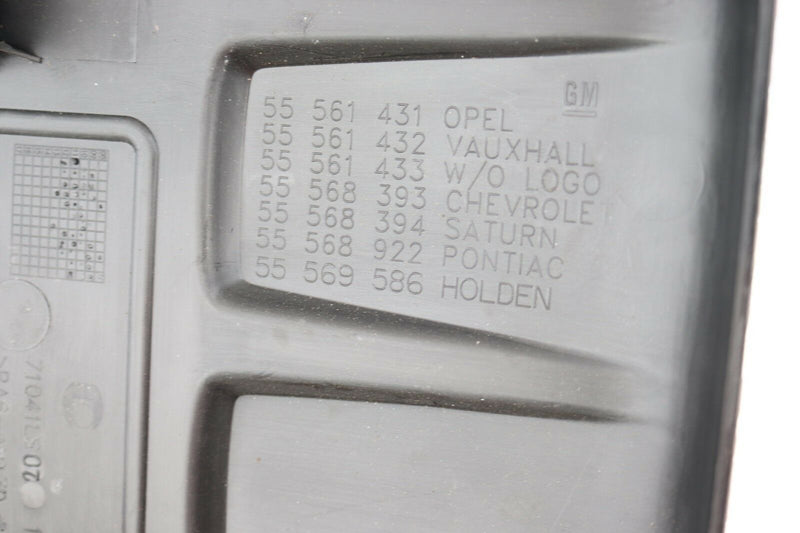 GM
55 561 431 OPEL
55 561 432 VAUXHALL
55 561 433 W/O LOGO
55 568 393 CHEVROLET
55 568 394 SATURN
55 568 922 PONTIAC
55 569 586 HOLDEN
20